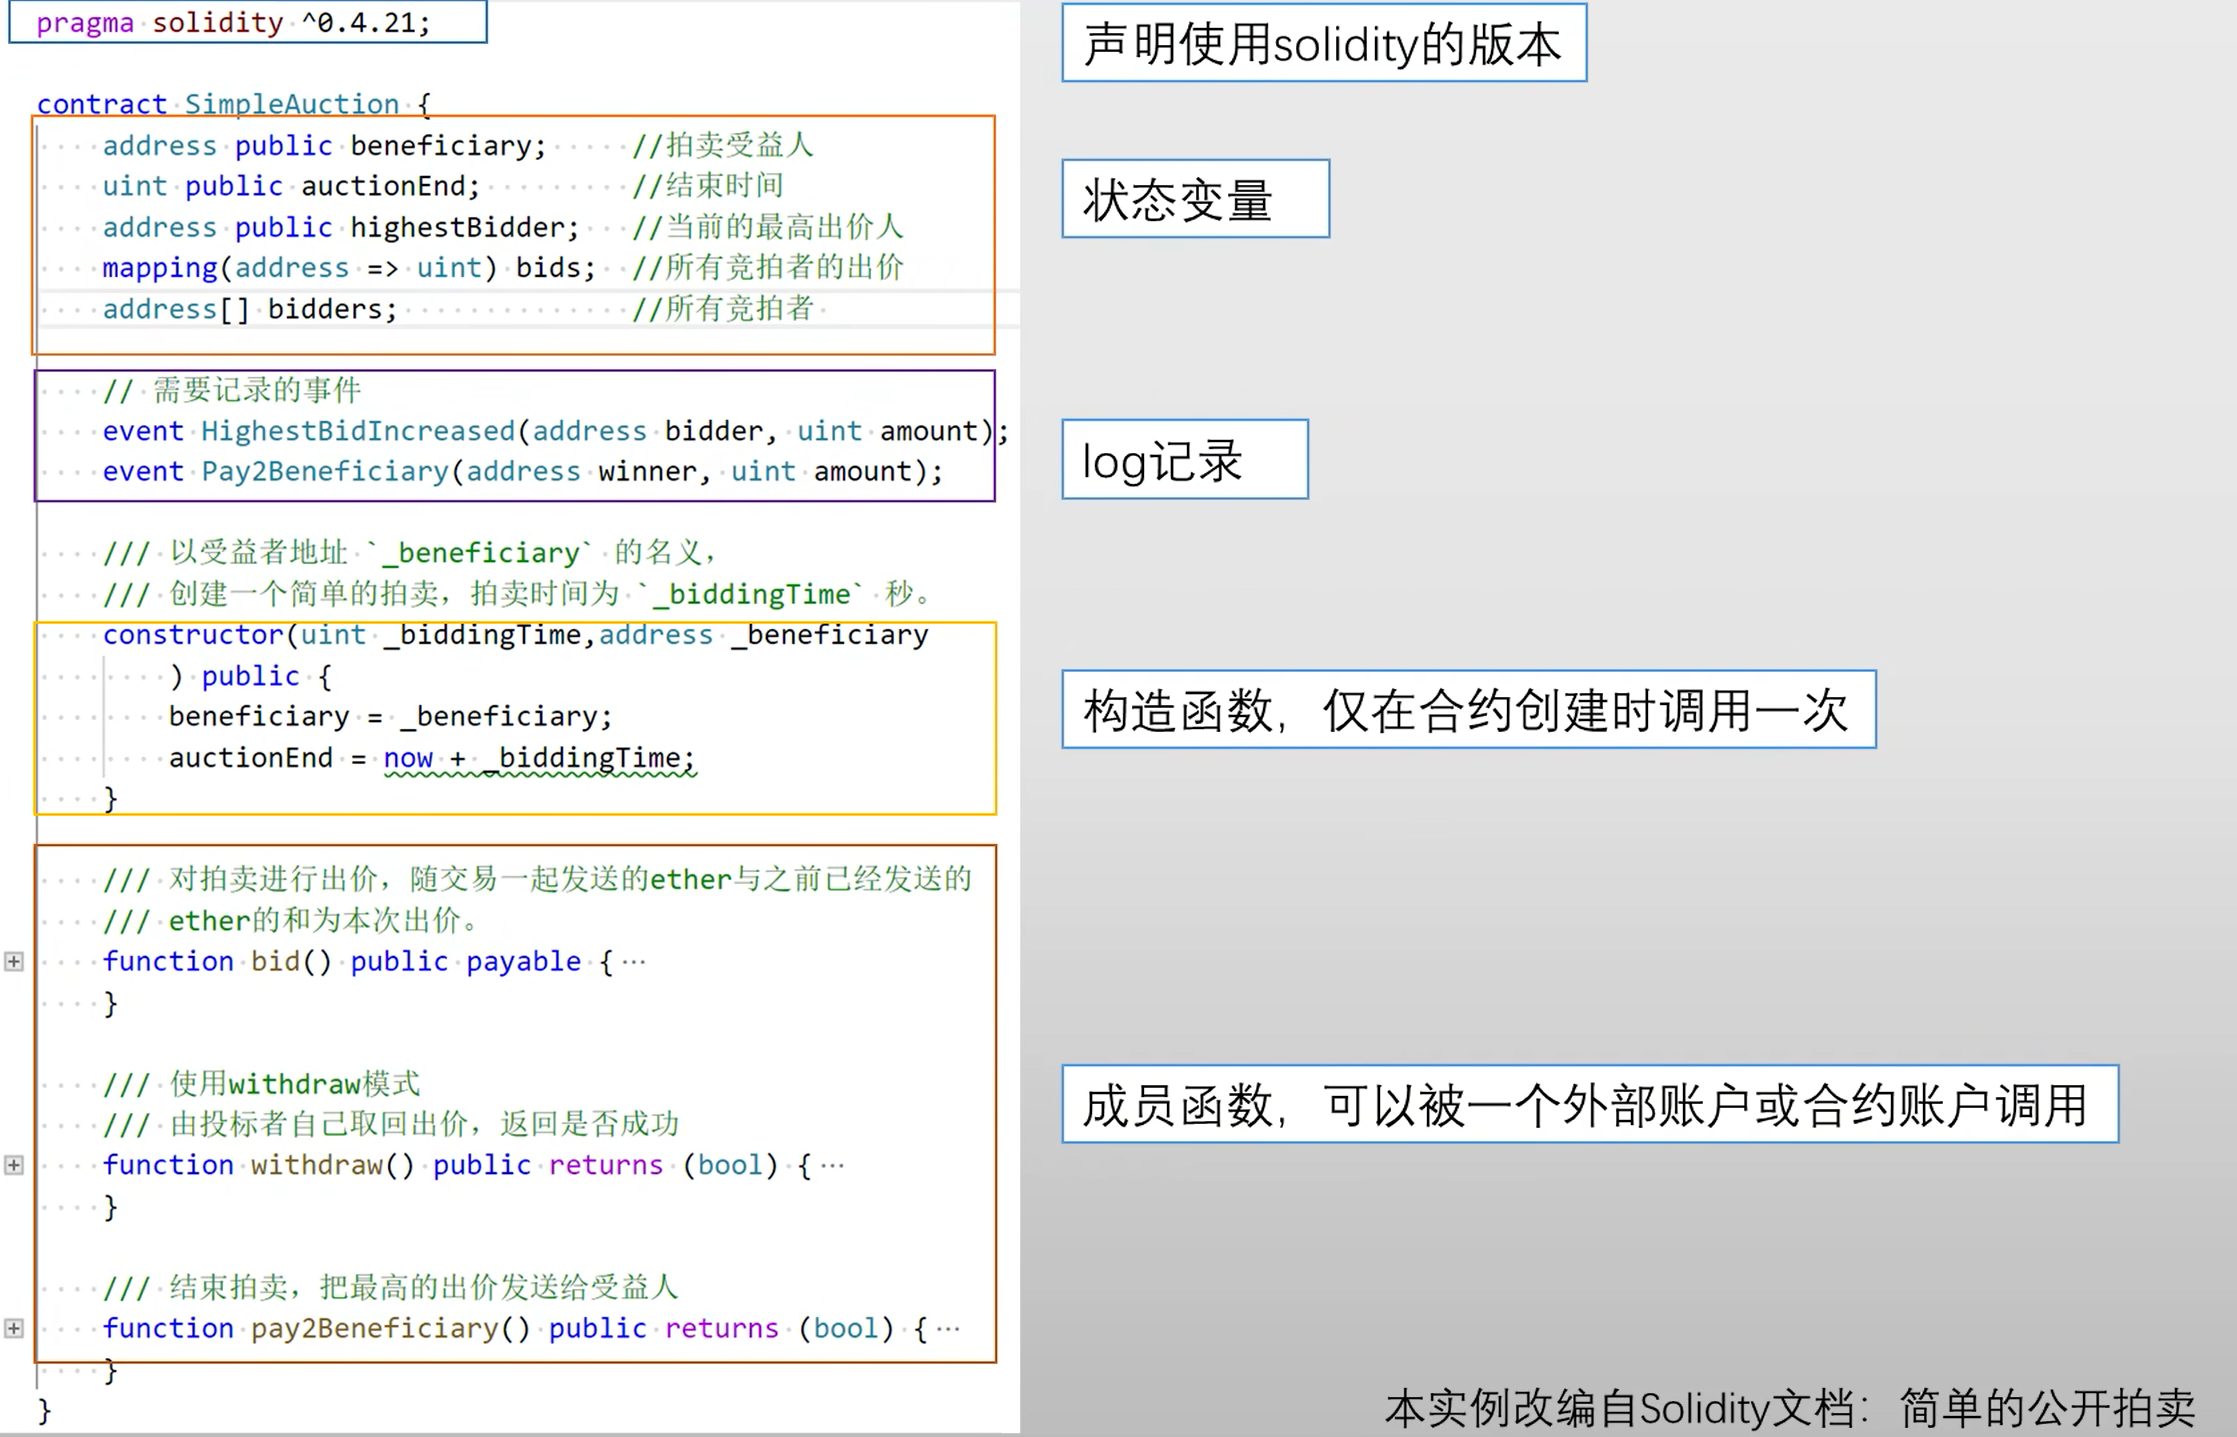 pragma solidity ^0.4.21;
声明使用solidity的版本
contract SimpleAuction {
address public beneficiary; //拍卖受益人
uint public auctionEnd; //结束时间
address public highestBidder; //当前的最高出价人
mapping(address => uint) bids; //所有竞拍者的出价
address[] bidders; //所有竞拍者
状态变量
// 需要记录的事件
event HighestBidIncreased(address bidder, uint amount);
event Pay2Beneficiary(address winner, uint amount);
log记录
/// 以受益者地址 `_beneficiary` 的名义，
/// 创建一个简单的拍卖，拍卖时间为 `_biddingTime` 秒。
constructor(uint _biddingTime,address _beneficiary
) public {
beneficiary = _beneficiary;
auctionEnd = now + _biddingTime;
}
构造函数，仅在合约创建时调用一次
/// 对拍卖进行出价，随交易一起发送的ether与之前已经发送的
/// ether的和为本次出价。
function bid() public payable {···
}
/// 使用withdraw模式
/// 由投标者自己取回出价，返回是否成功
function withdraw() public returns (bool) {···
}
/// 结束拍卖，把最高的出价发送给受益人
function pay2Beneficiary() public returns (bool) {···
}
}
成员函数，可以被一个外部账户或合约账户调用
本实例改编自Solidity文档：简单的公开拍卖